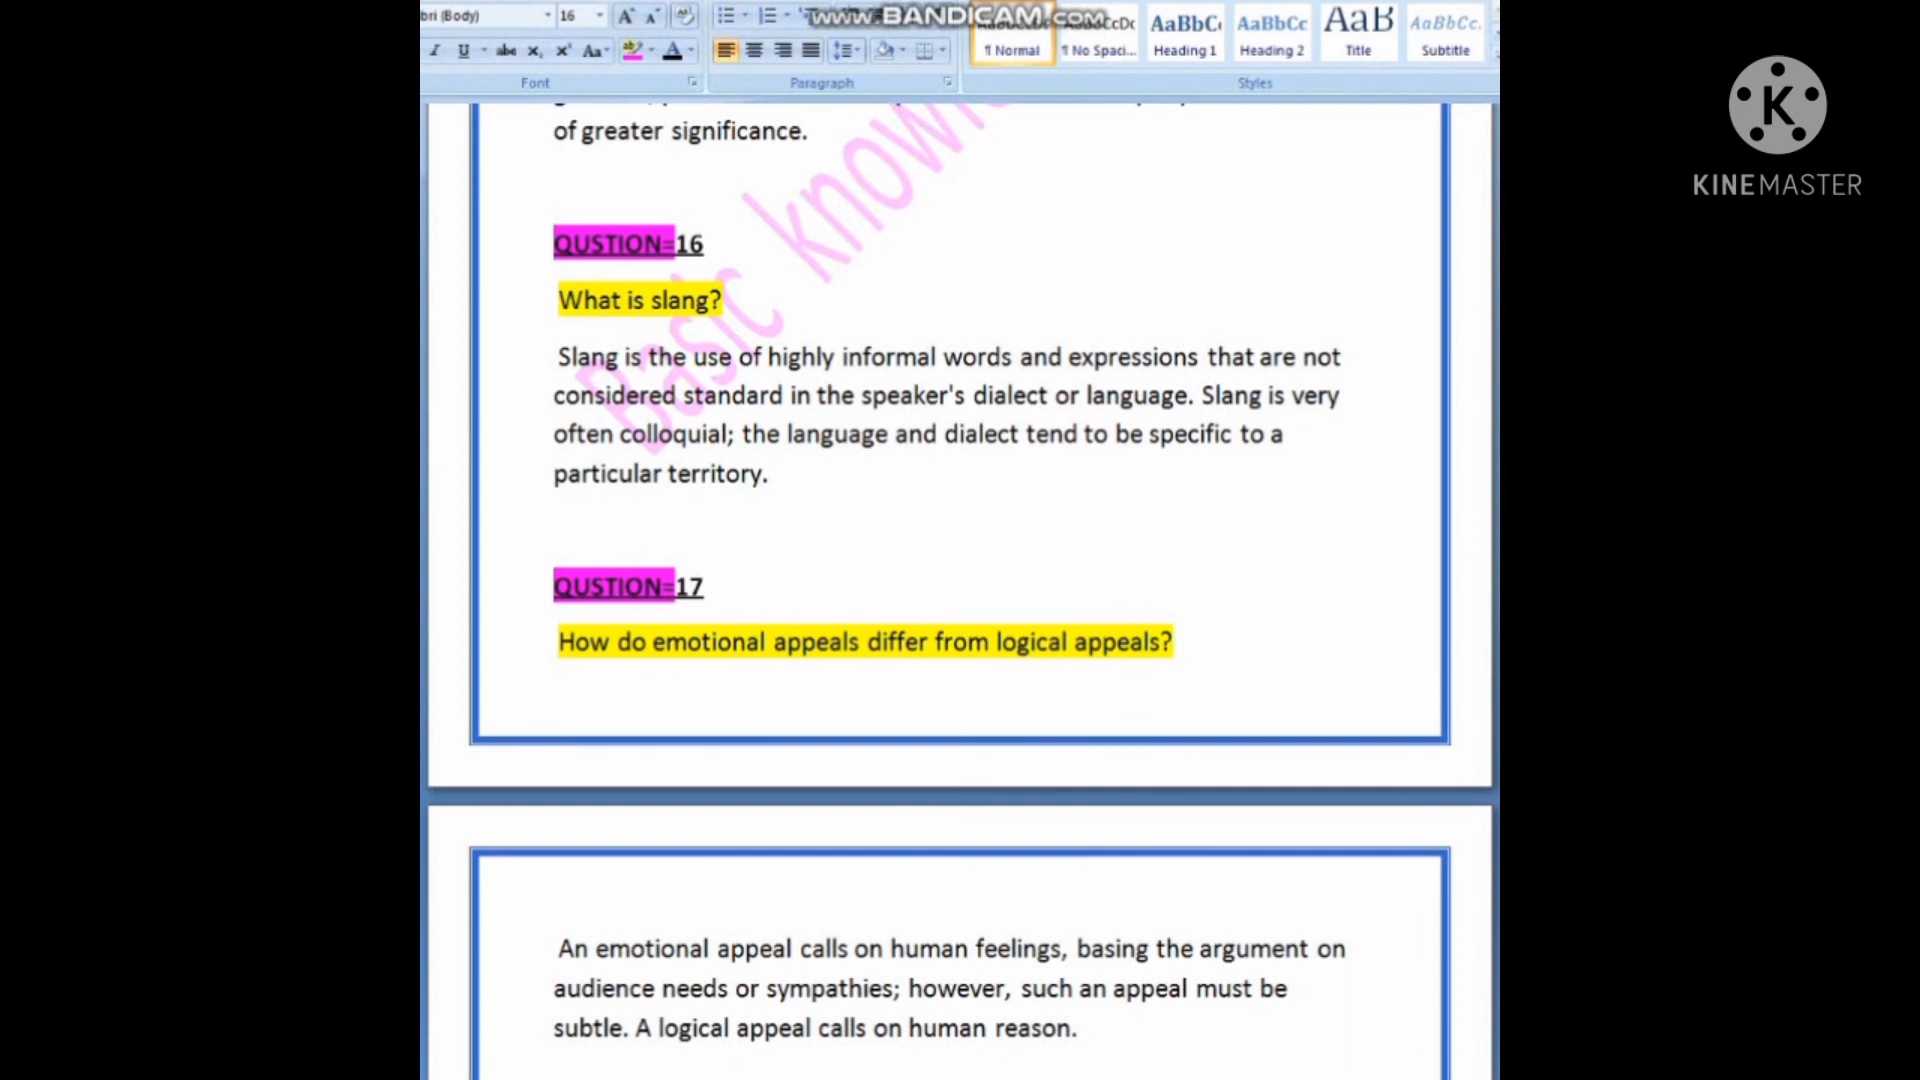 bri (Body) 16
www.BANDICAM.com
AaBbC AaBbCc AaB AaBbCc.
¶ Normal ¶ No Spaci... Heading 1 Heading 2 Title Subtitle
Font Paragraph Styles
KINEMASTER
of greater significance.
Basic
QUSTION=16
What is slang?
Slang is the use of highly informal words and expressions that are not
considered standard in the speaker's dialect or language. Slang is very
often colloquial; the language and dialect tend to be specific to a
particular territory.
QUSTION=17
How do emotional appeals differ from logical appeals?
An emotional appeal calls on human feelings, basing the argument on
audience needs or sympathies; however, such an appeal must be
subtle. A logical appeal calls on human reason.